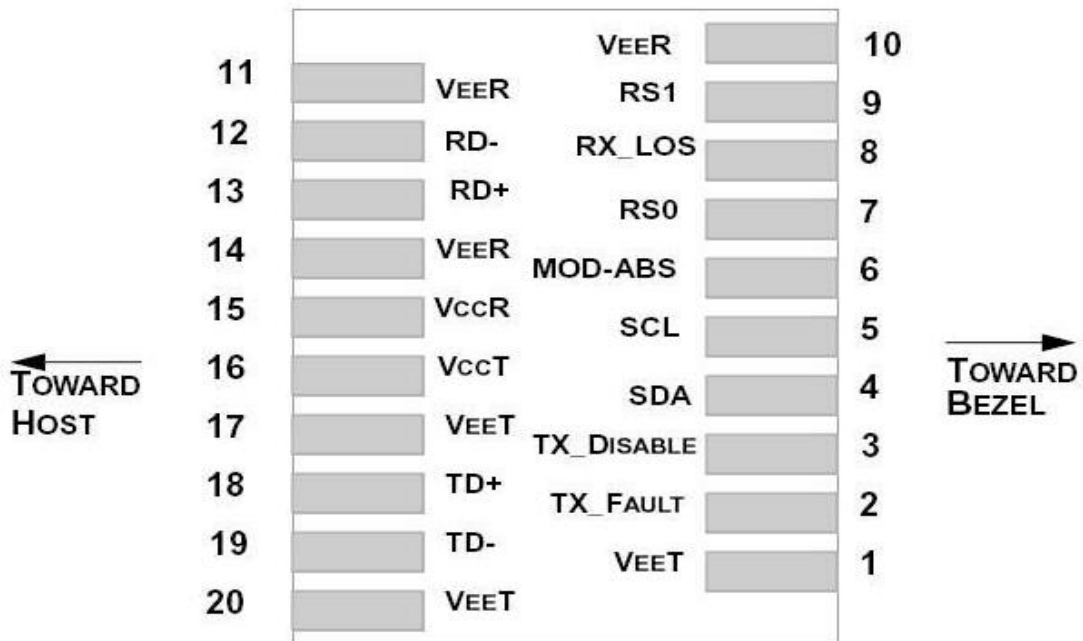 VEER 10
11 VEER
RS1 9
12 RD-
RX_LOS 8
13 RD+
RS0 7
14 VEER
MOD-ABS 6
15 VCCR
SCL 5
16 VCCT
TOWARD HOST
TOWARD BEZEL
SDA 4
17 VEET
TX_DISABLE 3
18 TD+
TX_FAULT 2
19 TD-
VEET 1
20 VEET